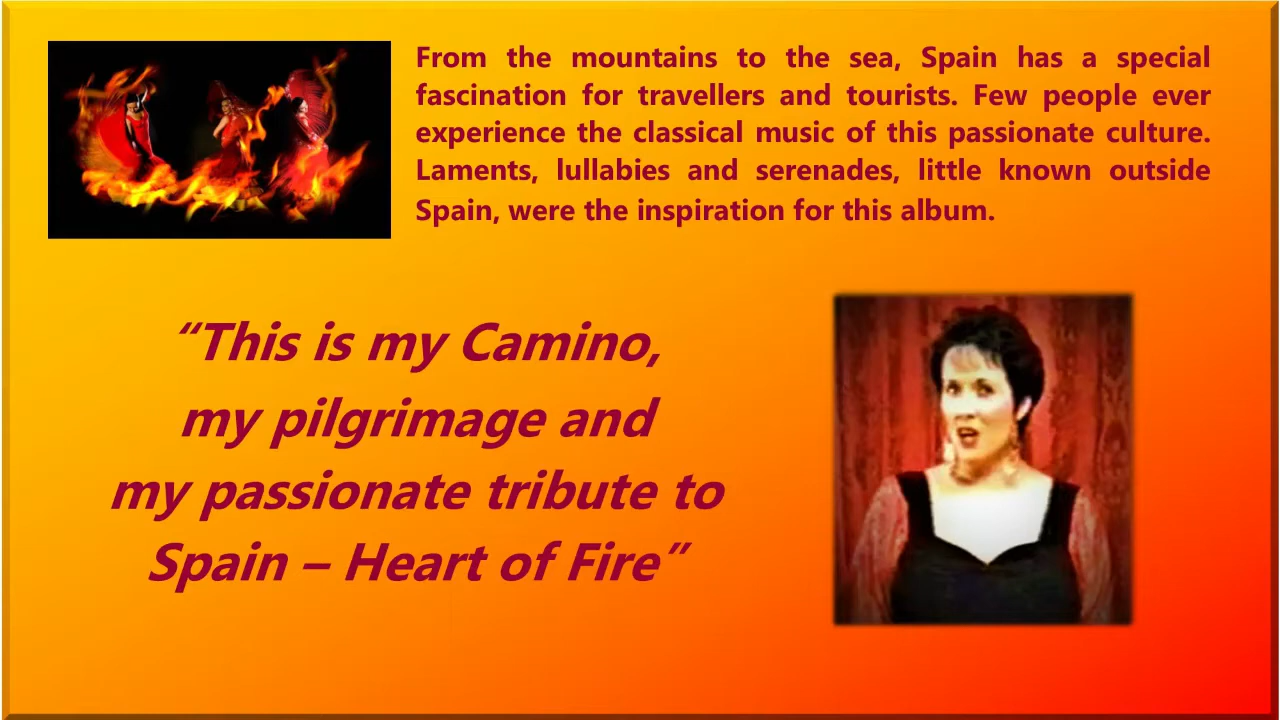 From the mountains to the sea, Spain has a special
fascination for travellers and tourists. Few people ever
experience the classical music of this passionate culture.
Laments, lullabies and serenades, little known outside
Spain, were the inspiration for this album.
“This is my Camino,
my pilgrimage and
my passionate tribute to
Spain – Heart of Fire”